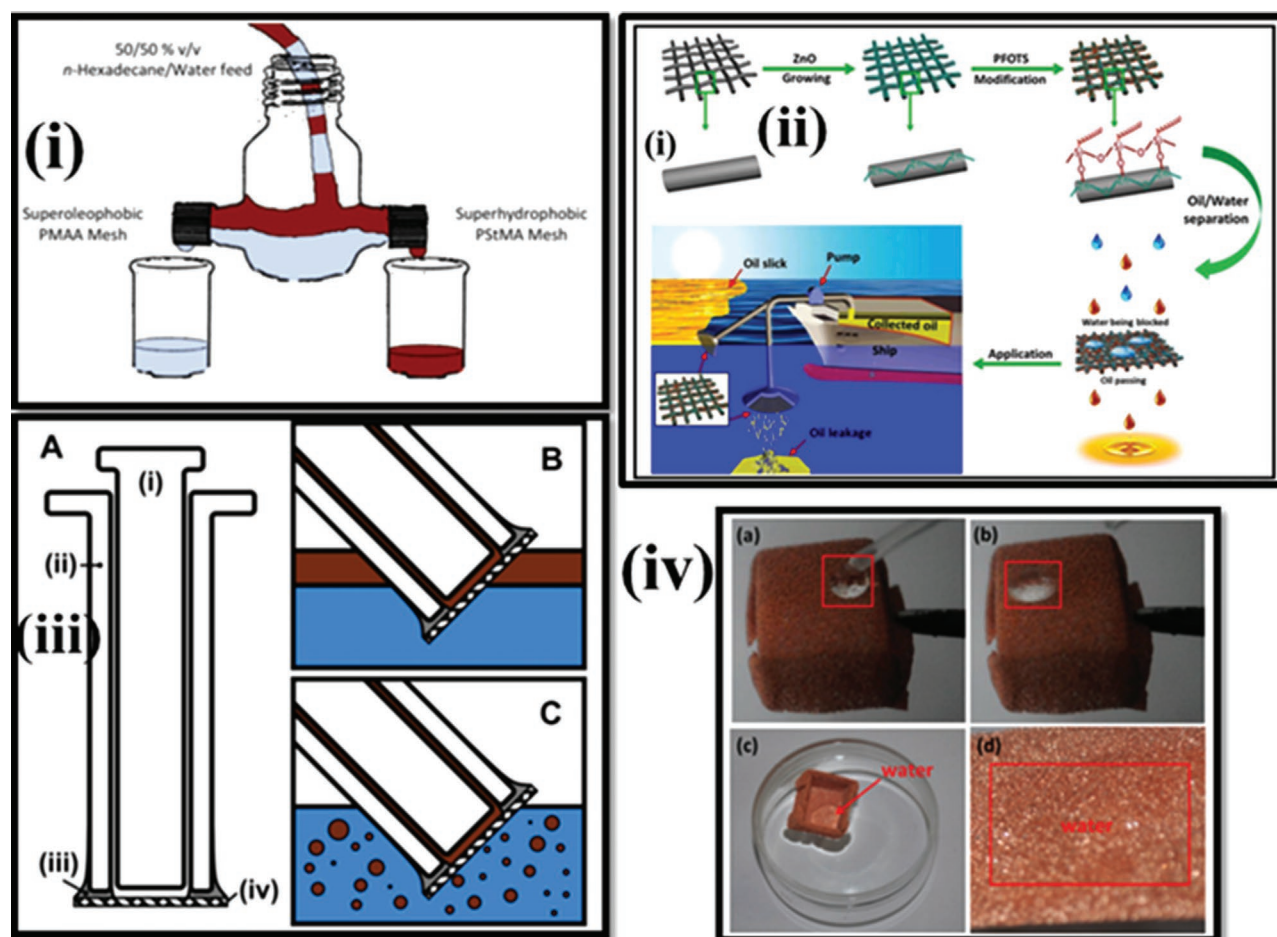 (i)
50/50 % v/v
n-Hexadecane/Water feed
Superoleophobic
PMAA Mesh
Superhydrophobic
PStMA Mesh
(ii)
(i)
ZnO
Growing
PFOTS
Modification
Oil/Water
separation
Water being blocked
Oil passing
Application
Oil slick
Pump
Collected oil
Ship
Oil leakage
(iii)
A
(i)
(ii)
(iii)
(iv)
B
C
(iv)
(a)
(b)
(c)
water
(d)
water